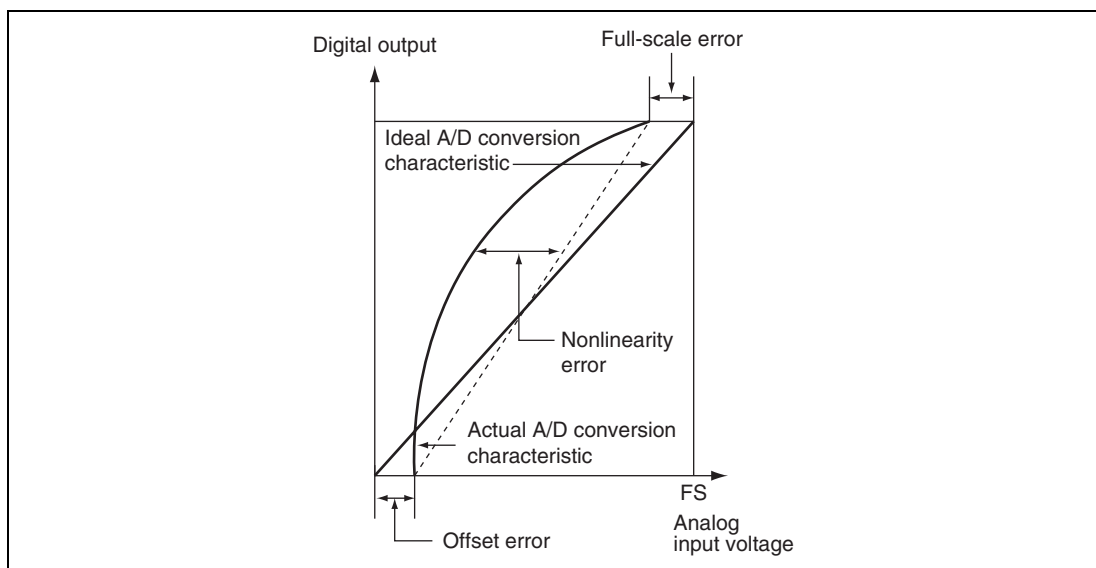 Full-scale error
Digital output
Ideal A/D conversion
characteristic
Nonlinearity
error
Actual A/D conversion
characteristic
FS
Analog
input voltage
Offset error